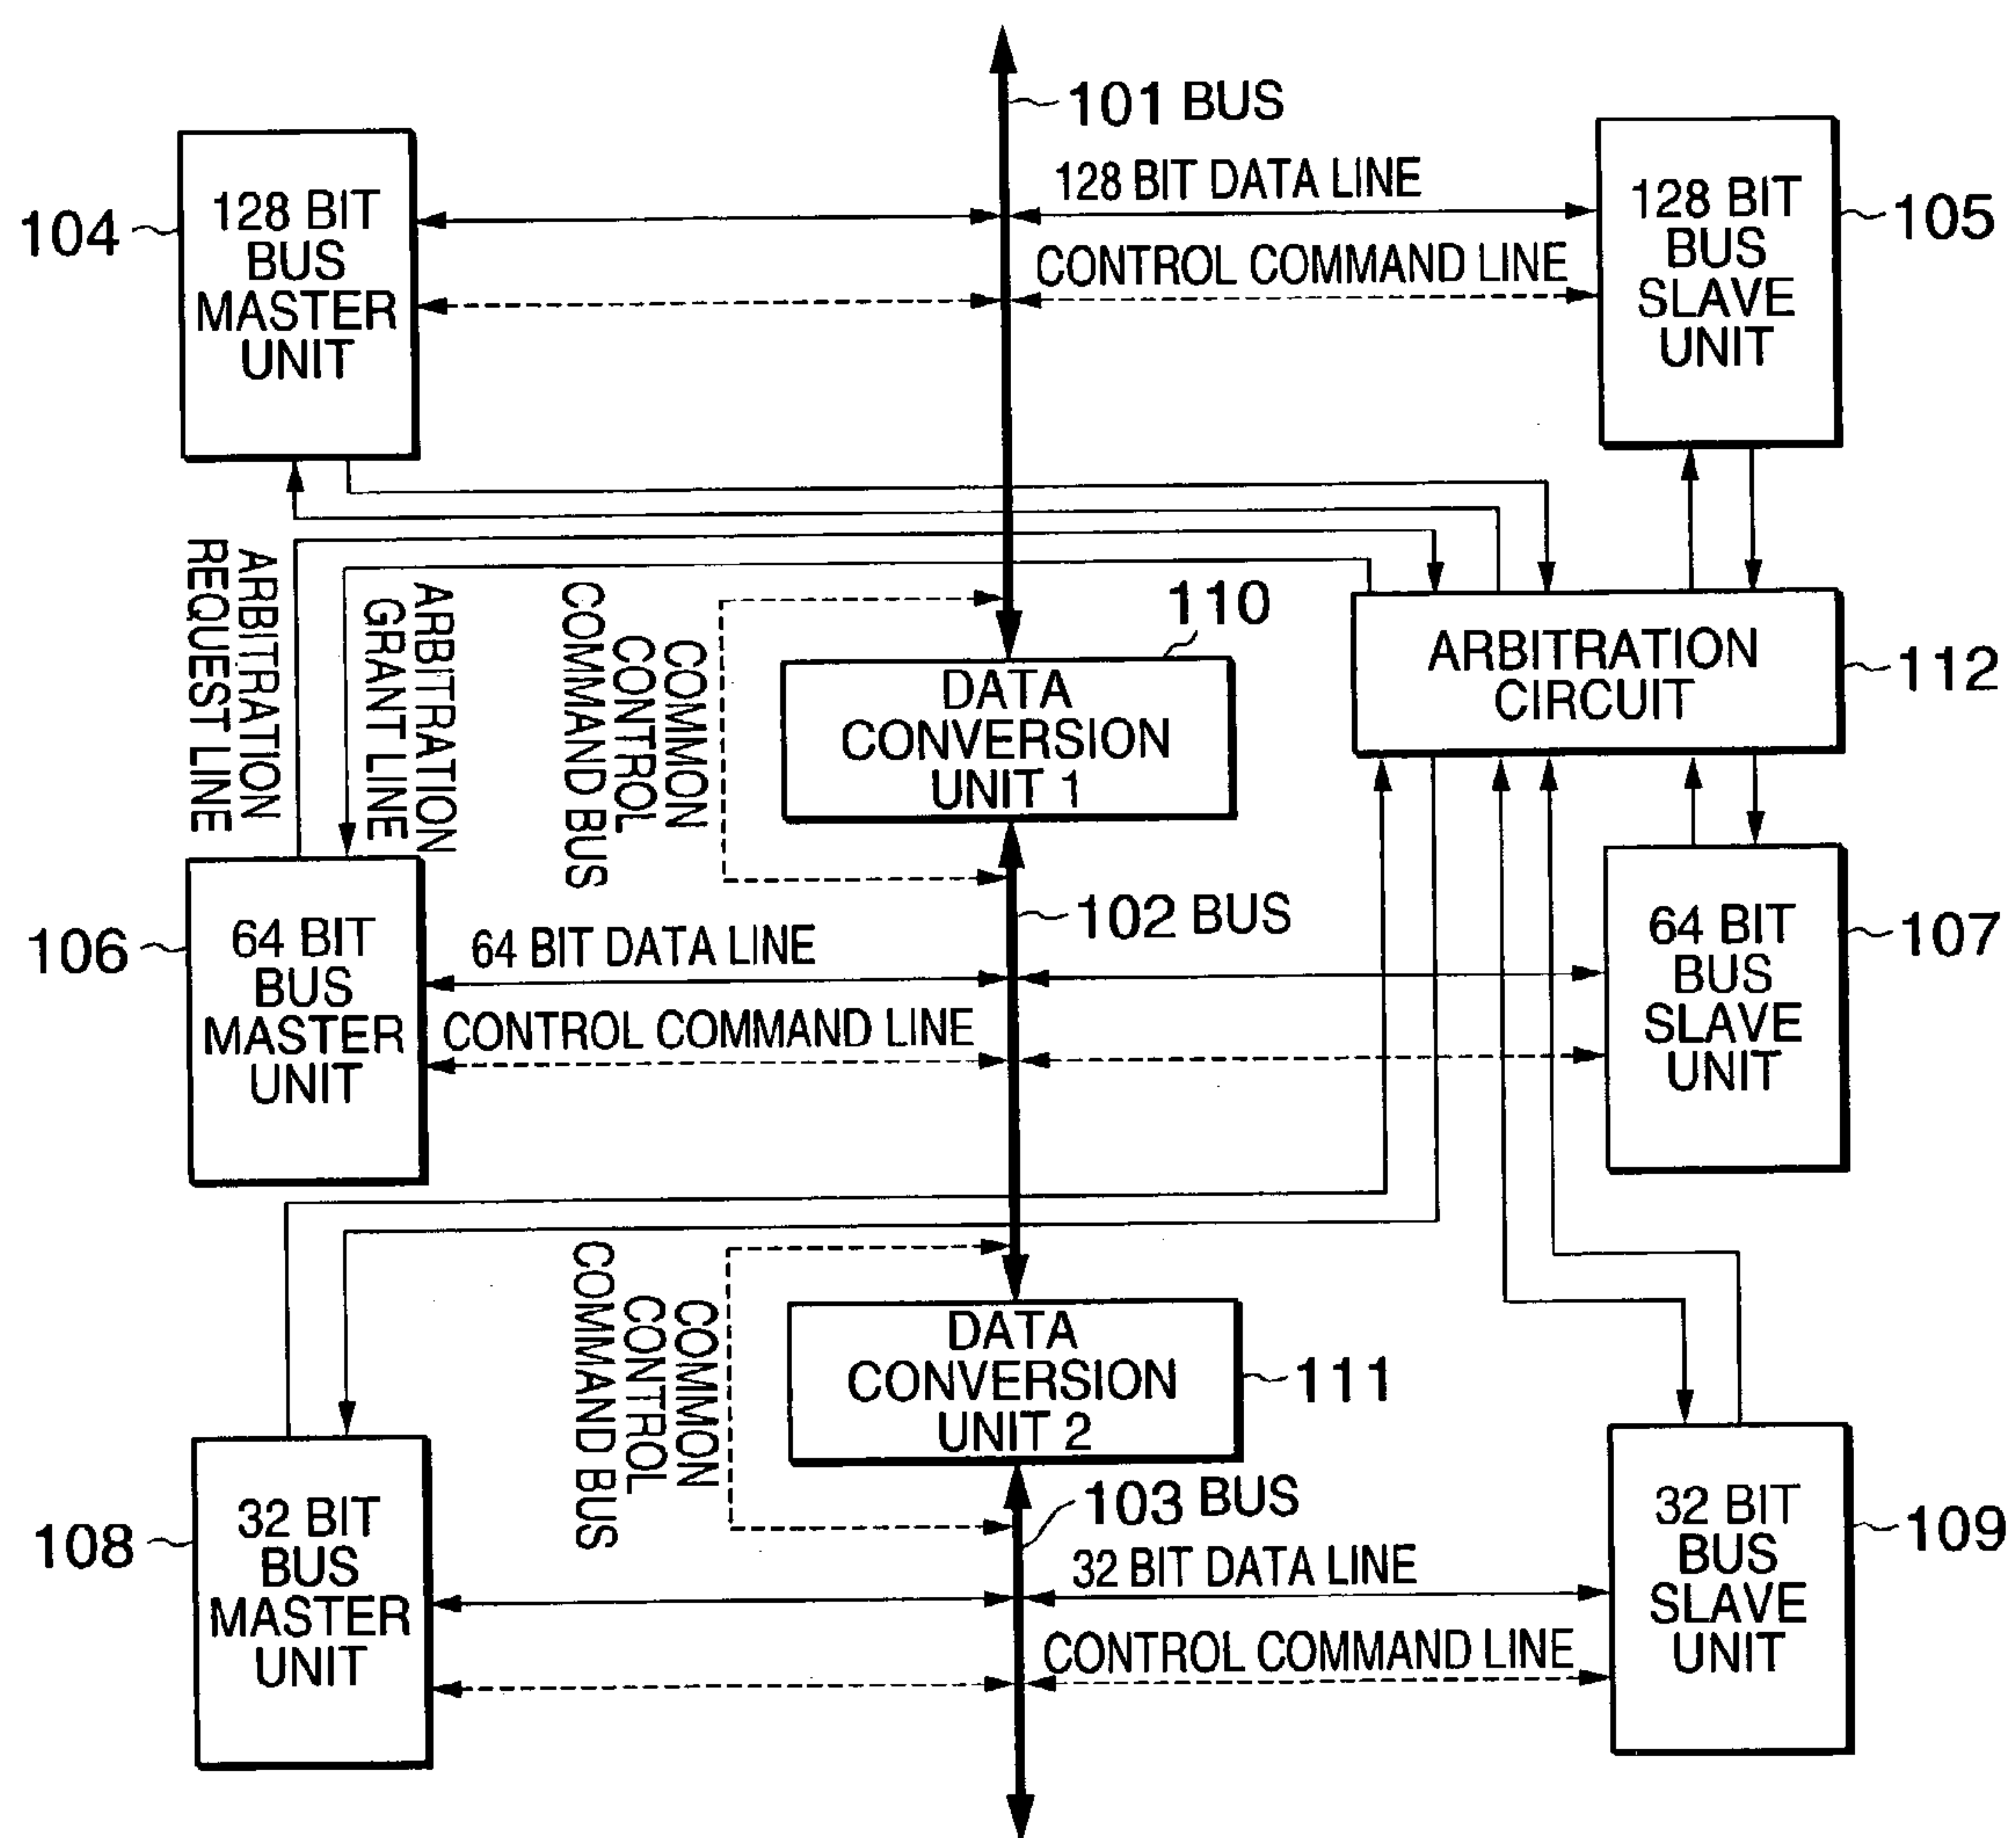 101 BUS
104
128 BIT
BUS
MASTER
UNIT
128 BIT DATA LINE
CONTROL COMMAND LINE
128 BIT
BUS
SLAVE
UNIT
105
ARBITRATION
REQUEST LINE
ARBITRATION
GRANT LINE
COMMON
CONTROL
COMMAND BUS
110
DATA
CONVERSION
UNIT 1
ARBITRATION
CIRCUIT
112
102 BUS
106
64 BIT
BUS
MASTER
UNIT
64 BIT DATA LINE
CONTROL COMMAND LINE
64 BIT
BUS
SLAVE
UNIT
107
COMMON
CONTROL
COMMAND BUS
DATA
CONVERSION
UNIT 2
111
103 BUS
108
32 BIT
BUS
MASTER
UNIT
32 BIT DATA LINE
CONTROL COMMAND LINE
32 BIT
BUS
SLAVE
UNIT
109